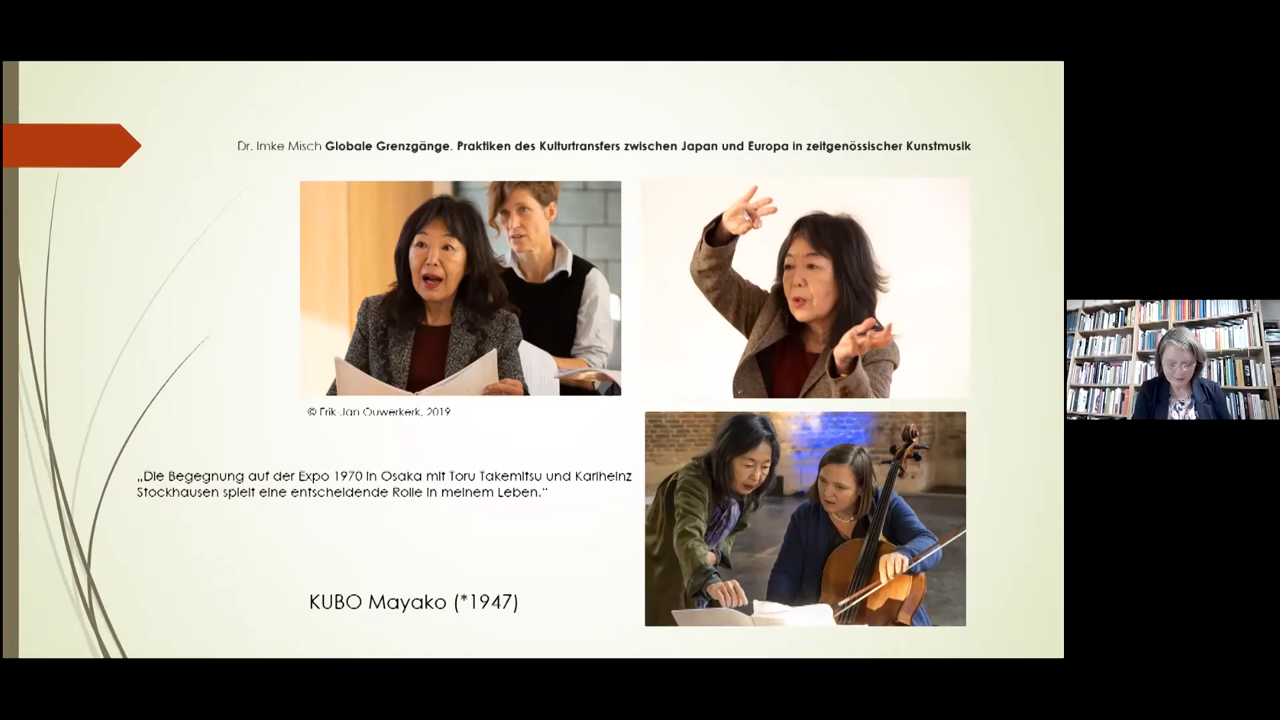 Dr. Imke Misch Globale Grenzgänge. Praktiken des Kulturtransfers zwischen Japan und Europa in zeitgenössischer Kunstmusik
© Erik-Jan Ouwerkerk, 2019
„Die Begegnung auf der Expo 1970 in Osaka mit Toru Takemitsu und Karlheinz
Stockhausen spielt eine entscheidende Rolle in meinem Leben.“
KUBO Mayako (*1947)